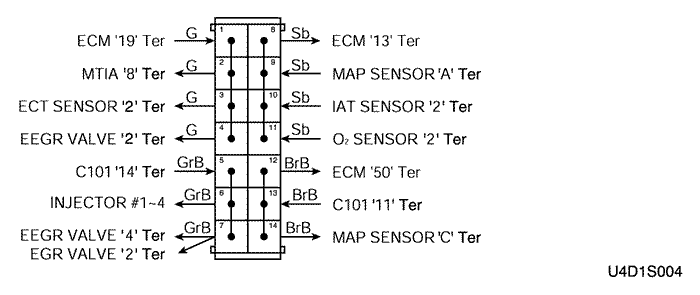 ECM '19' Ter G 1 8 Sb ECM '13' Ter
MTIA '8' Ter G 2 9 Sb MAP SENSOR 'A' Ter
ECT SENSOR '2' Ter G 3 10 Sb IAT SENSOR '2' Ter
EEGR VALVE '2' Ter G 4 11 Sb O₂ SENSOR '2' Ter
C101 '14' Ter GrB 5 12 BrB ECM '50' Ter
INJECTOR #1~4 GrB 6 13 BrB C101 '11' Ter
EEGR VALVE '4' Ter GrB 7 14 BrB MAP SENSOR 'C' Ter
EGR VALVE '2' Ter
U4D1S004